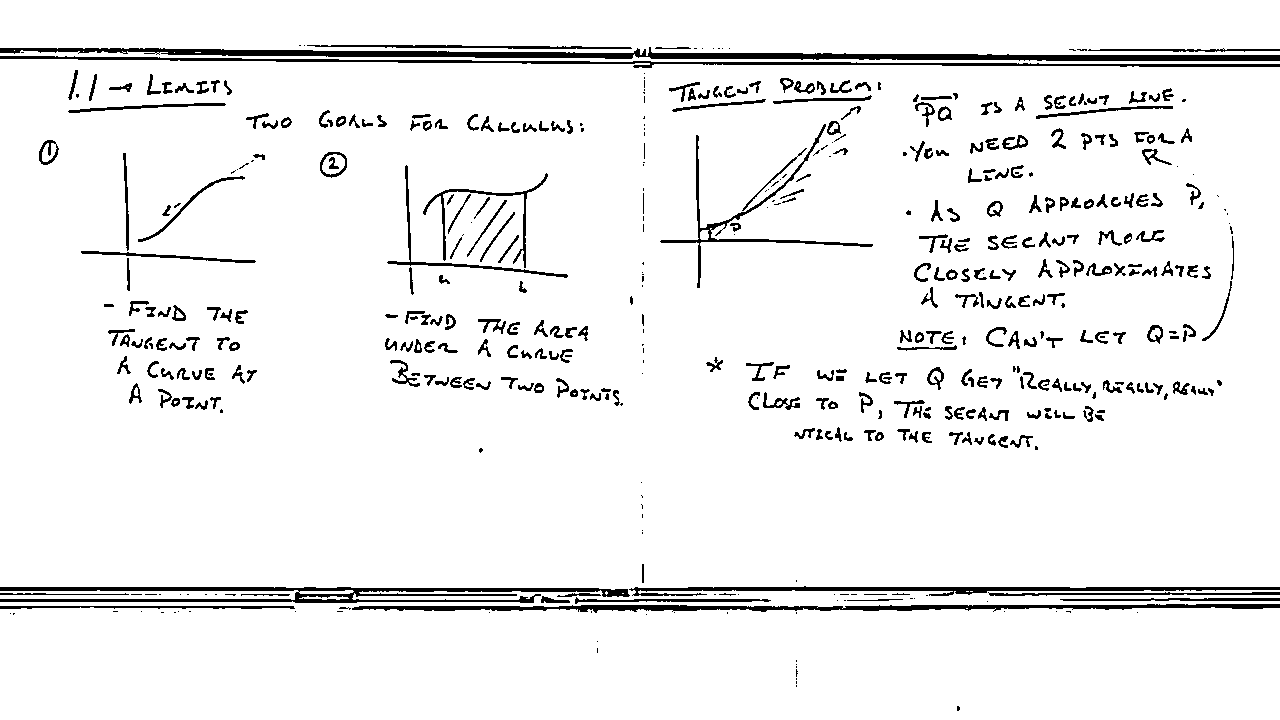 1.1 → LIMITS
TWO GOALS FOR CALCULUS:
①
②
a
b
- FIND THE
TANGENT TO
A CURVE AT
A POINT.
- FIND THE AREA
UNDER A CURVE
BETWEEN TWO POINTS.
TANGENT PROBLEM:
Q
P
"PQ" IS A SECANT LINE.
• YOU NEED 2 PTS FOR A
LINE.
• AS Q APPROACHES P,
THE SECANT MORE
CLOSELY APPROXIMATES
A TANGENT.
NOTE: CAN'T LET Q=P
* IF WE LET Q GET "REALLY, REALLY, REALLY"
CLOSE TO P, THE SECANT WILL BE
NTICAL TO THE TANGENT.